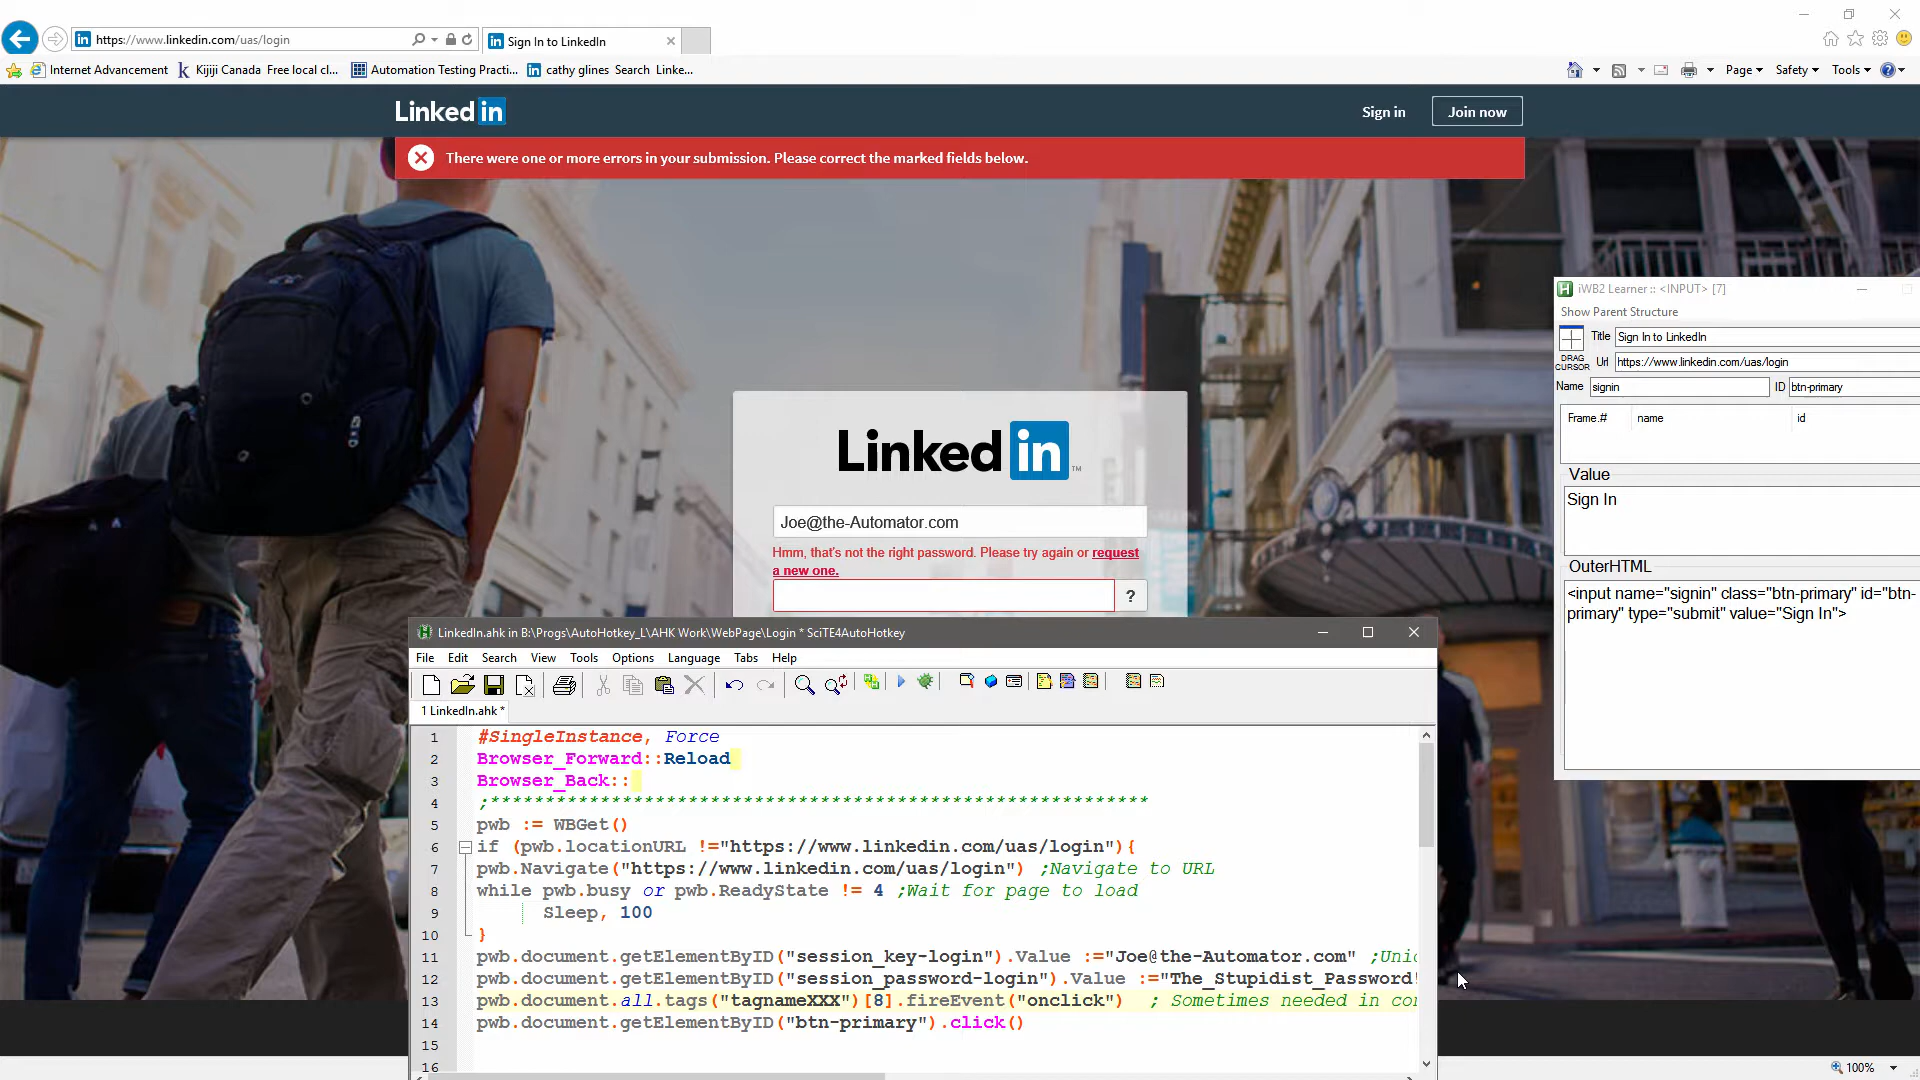 https://www.linkedin.com/uas/login
Sign In to LinkedIn
Internet Advancement
Kijiji Canada Free local cl...
Automation Testing Practi...
cathy glines Search Linke...
Page
Safety
Tools
Linked in
Sign in
Join now
There were one or more errors in your submission. Please correct the marked fields below.
Linked in ™
Joe@the-Automator.com
Hmm, that's not the right password. Please try again or request
a new one.
?
iWB2 Learner :: <INPUT> [7]
Show Parent Structure
Title Sign In to LinkedIn
DRAG
CURSOR
Url https://www.linkedin.com/uas/login
Name signin ID btn-primary
Frame.# name id
Value
Sign In
OuterHTML
<input name="signin" class="btn-primary" id="btn-
primary" type="submit" value="Sign In">
LinkedIn.ahk in B:\Progs\AutoHotkey_L\AHK Work\WebPage\Login * SciTE4AutoHotkey
File Edit Search View Tools Options Language Tabs Help
1 LinkedIn.ahk *
1 #SingleInstance, Force
2 Browser_Forward::Reload
3 Browser_Back::
4 ;************************************************************
5 pwb := WBGet()
6 if (pwb.locationURL !="https://www.linkedin.com/uas/login"){
7 pwb.Navigate("https://www.linkedin.com/uas/login") ;Navigate to URL
8 while pwb.busy or pwb.ReadyState != 4 ;Wait for page to load
9 Sleep, 100
10 }
11 pwb.document.getElementByID("session_key-login").Value :="Joe@the-Automator.com" ;Uni
12 pwb.document.getElementByID("session_password-login").Value :="The_Stupidist_Password!
13 pwb.document.all.tags("tagnameXXX")[8].fireEvent("onclick") ; Sometimes needed in co
14 pwb.document.getElementByID("btn-primary").click()
15
16
100%